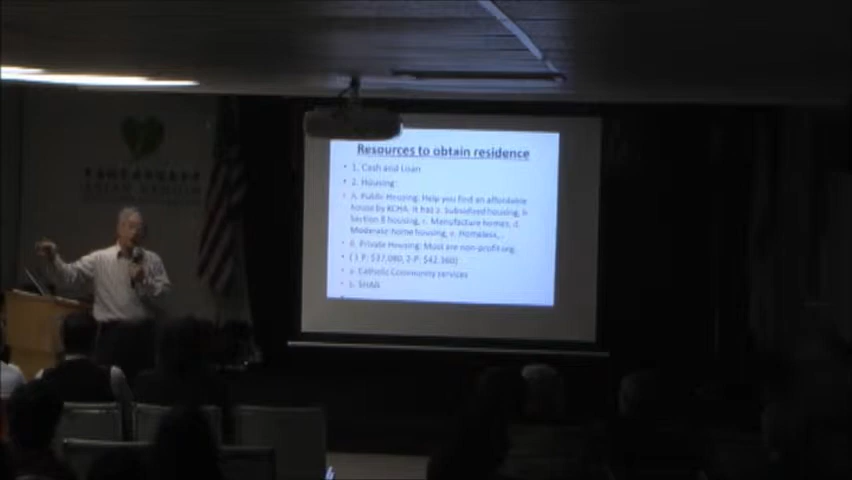 Resources to obtain residence
• 1. Cash and Loan
• 2. Housing:
• A. Public Housing: Help you find an affordable
house by KCHA. It has a. Subsidized housing, b.
Section 8 housing, c. Manufacture homes, d.
Moderate home housing, e. Homeless,
• B. Private Housing: Most are non-profit org.
• ( 1-P: $37,080, 2-P: $42,360)
• a. Catholic Community services
• b. SHAG